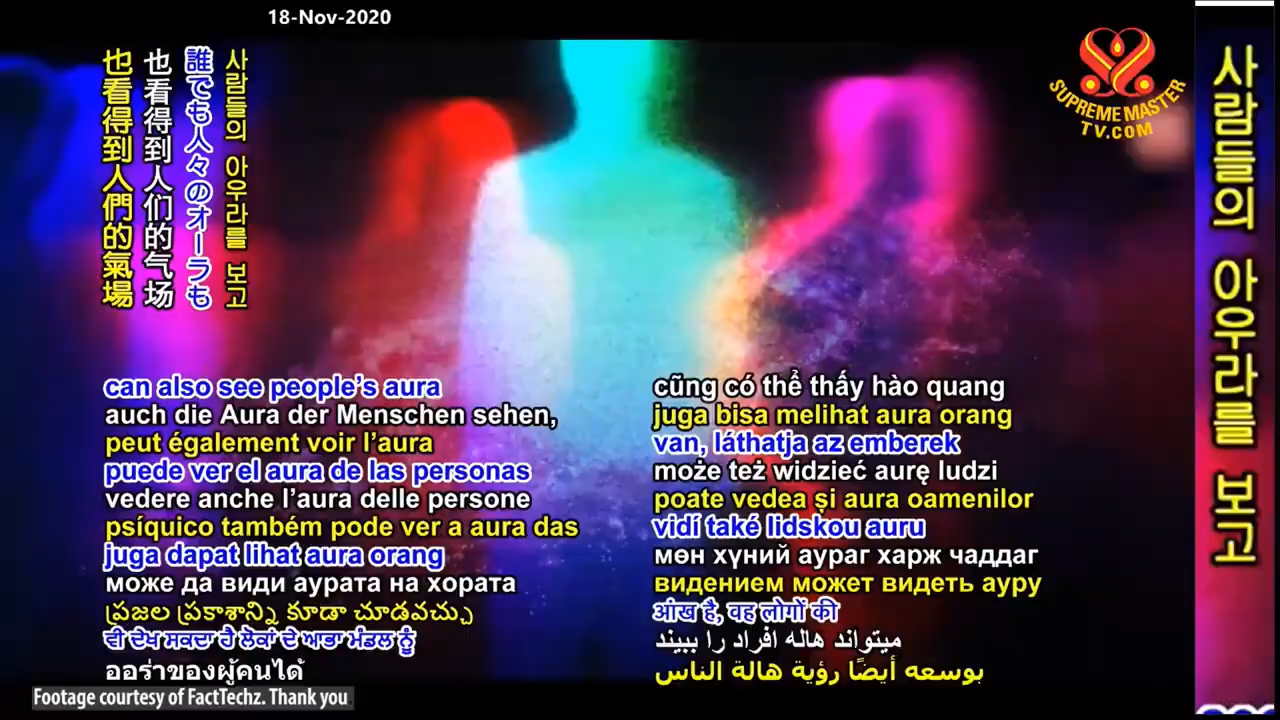 18-Nov-2020
SUPREME MASTER
TV.COM
사람들의 아우라를 보고
誰でも人々のオーラも
也看得到人们的气场
也看得到人們的氣場
사람들의 아우라를 보고
can also see people's aura
auch die Aura der Menschen sehen,
peut également voir l'aura
puede ver el aura de las personas
vedere anche l'aura delle persone
psíquico também pode ver a aura das
juga dapat lihat aura orang
може да види аурата на хората
ప్రజల ప్రకాశాన్ని కూడా చూడవచ్చు
ਵੀ ਦੇਖ ਸਕਦਾ ਹੈ ਲੋਕਾਂ ਦੇ ਆਭਾ ਮੰਡਲ ਨੂੰ
ออร่าของผู้คนได้
cũng có thể thấy hào quang
juga bisa melihat aura orang
van, láthatja az emberek
może też widzieć aurę ludzi
poate vedea și aura oamenilor
vidí také lidskou auru
мөн хүний аураг харж чаддаг
видением может видеть ауру
आंख है, वह लोगों की
میتواند هاله افراد را ببیند
بوسعه أيضًا رؤية هالة الناس
Footage courtesy of FactTechz. Thank you